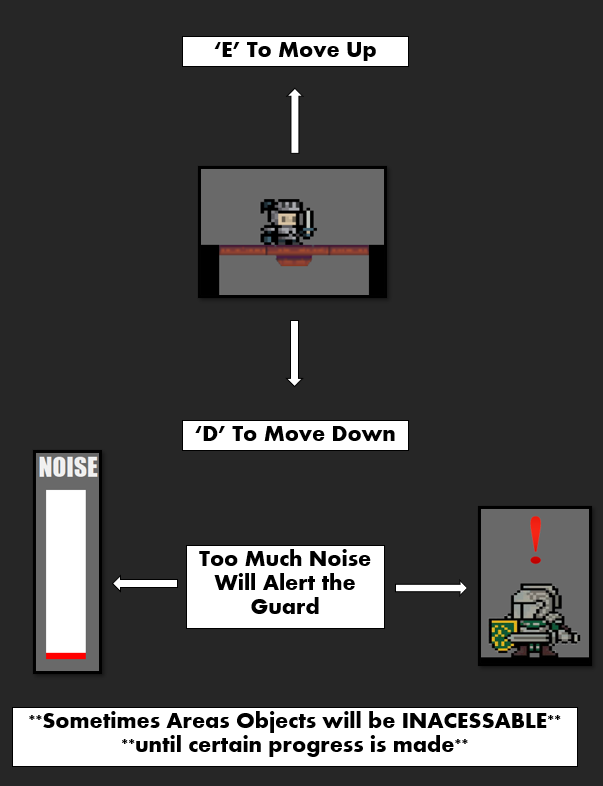 ‘E’ To Move Up
‘D’ To Move Down
NOISE
Too Much Noise
Will Alert the
Guard
!
**Sometimes Areas Objects will be INACESSABLE**
**until certain progress is made**